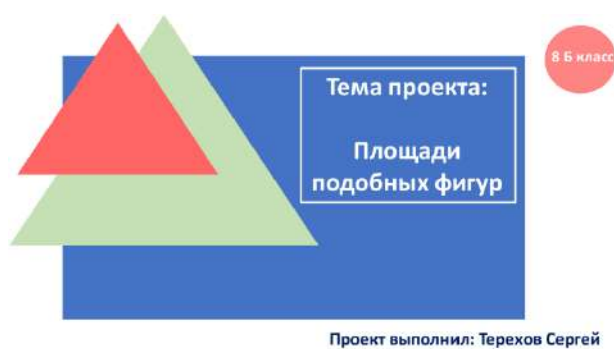 8 Б класс
Тема проекта:
Площади
подобных фигур
Проект выполнил: Терехов Сергей